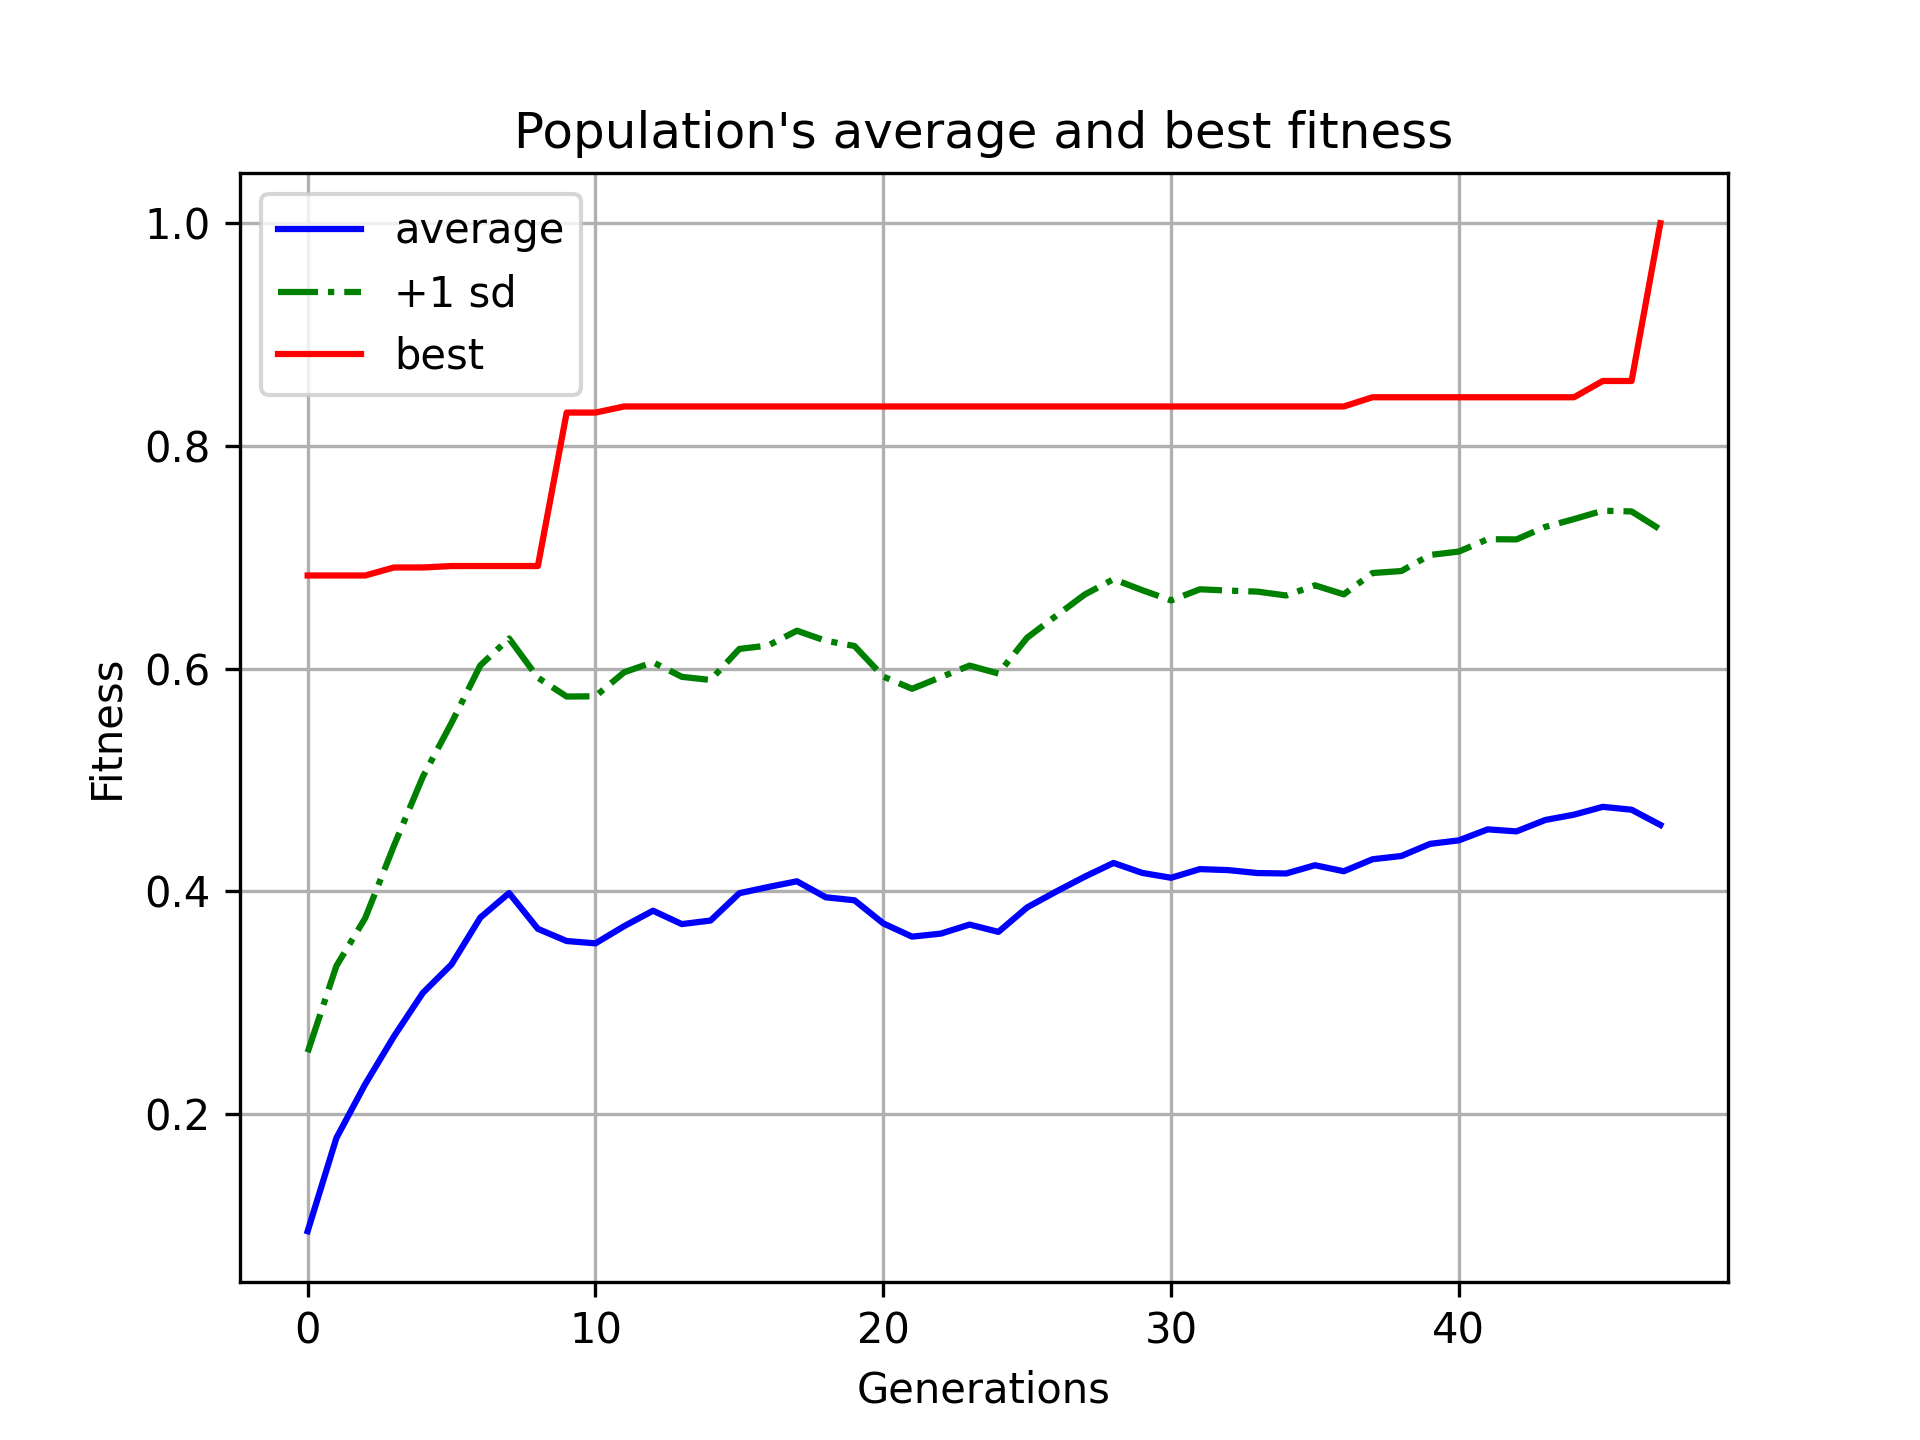 Population's average and best fitness
average
+1 sd
best
1.0
0.8
0.6
0.4
0.2
Fitness
0 10 20 30 40
Generations